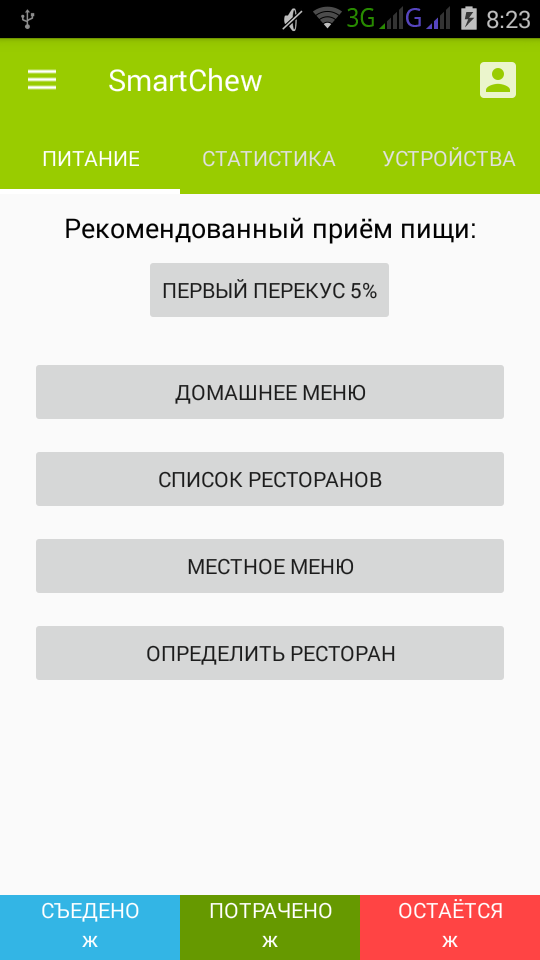 3G G 8:23
SmartChew
ПИТАНИЕ СТАТИСТИКА УСТРОЙСТВА
Рекомендованный приём пищи:
ПЕРВЫЙ ПЕРЕКУС 5%
ДОМАШНЕЕ МЕНЮ
СПИСОК РЕСТОРАНОВ
МЕСТНОЕ МЕНЮ
ОПРЕДЕЛИТЬ РЕСТОРАН
СЪЕДЕНО ПОТРАЧЕНО ОСТАЁТСЯ
ж ж ж